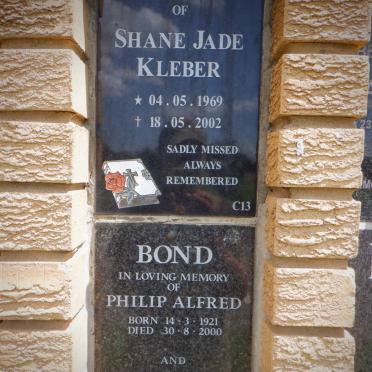 OF
SHANE JADE
KLEBER
★ 04.05.1969
† 18.05.2002
SADLY MISSED
ALWAYS
REMEMBERED
C13
BOND
IN LOVING MEMORY
OF
PHILIP ALFRED
BORN 14-3-1921
DIED 30-8-2000
AND